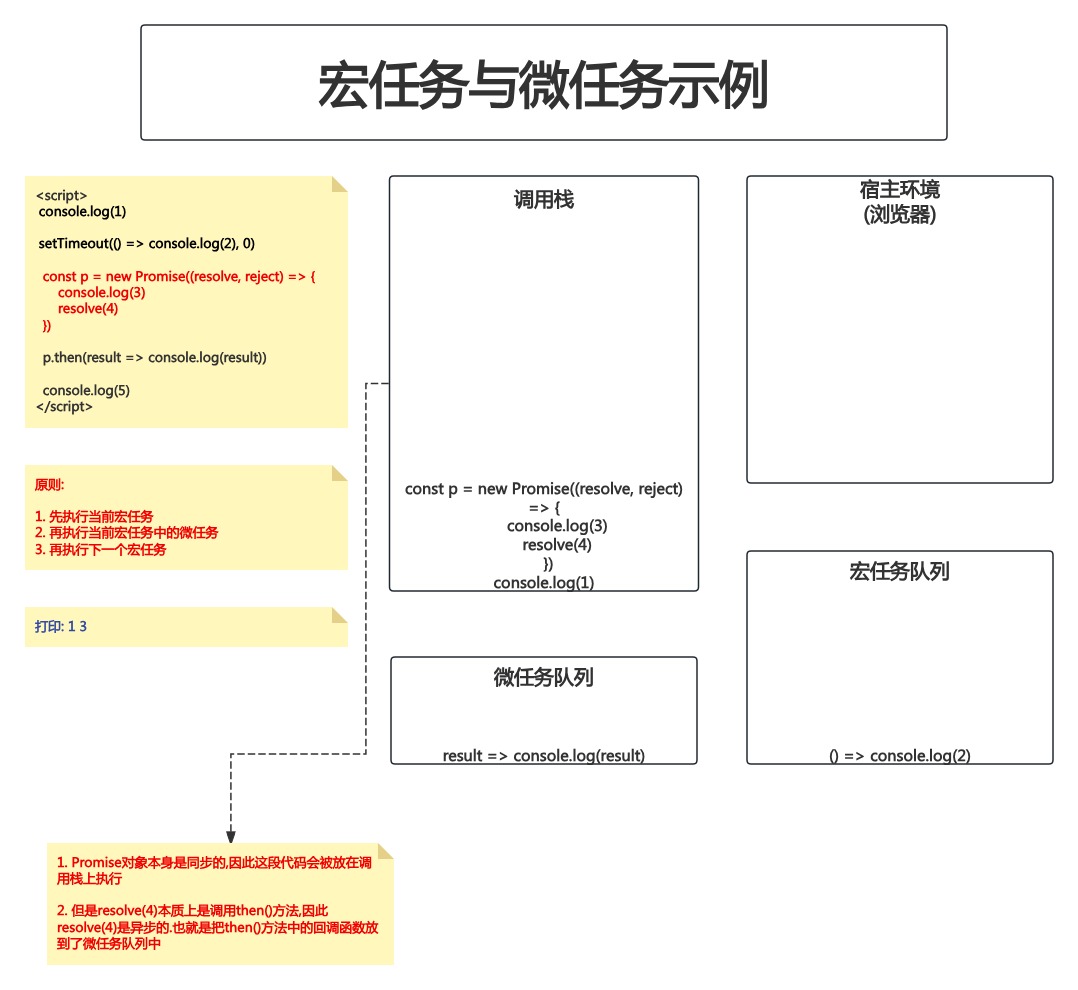 宏任务与微任务示例
<script>
console.log(1)
setTimeout(() => console.log(2), 0)
const p = new Promise((resolve, reject) => {
console.log(3)
resolve(4)
})
p.then(result => console.log(result))
console.log(5)
</script>
原则:
1. 先执行当前宏任务
2. 再执行当前宏任务中的微任务
3. 再执行下一个宏任务
打印: 1 3
调用栈
const p = new Promise((resolve, reject)
=> {
console.log(3)
resolve(4)
})
console.log(1)
宿主环境
(浏览器)
微任务队列
result => console.log(result)
宏任务队列
() => console.log(2)
1. Promise对象本身是同步的,因此这段代码会被放在调
用栈上执行
2. 但是resolve(4)本质上是调用then()方法,因此
resolve(4)是异步的.也就是把then()方法中的回调函数放
到了微任务队列中